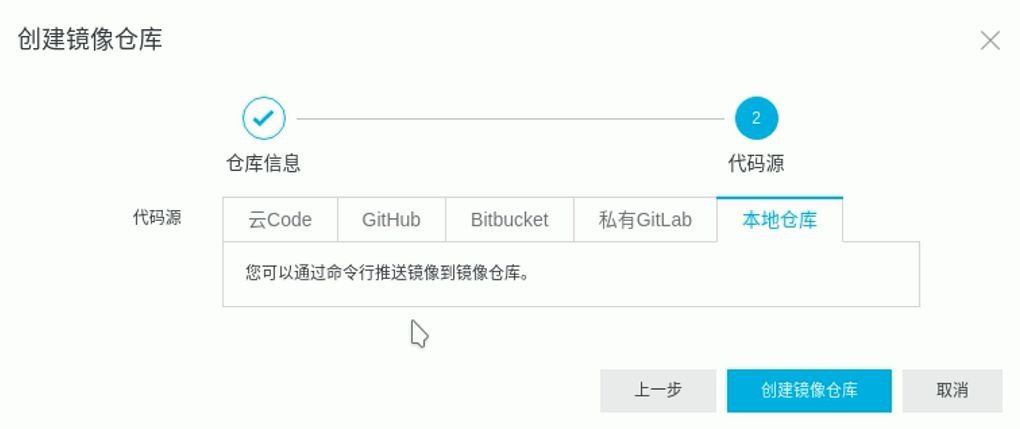 创建镜像仓库
2
仓库信息 代码源
代码源 云Code GitHub Bitbucket 私有GitLab 本地仓库
您可以通过命令行推送镜像到镜像仓库。
上一步 创建镜像仓库 取消